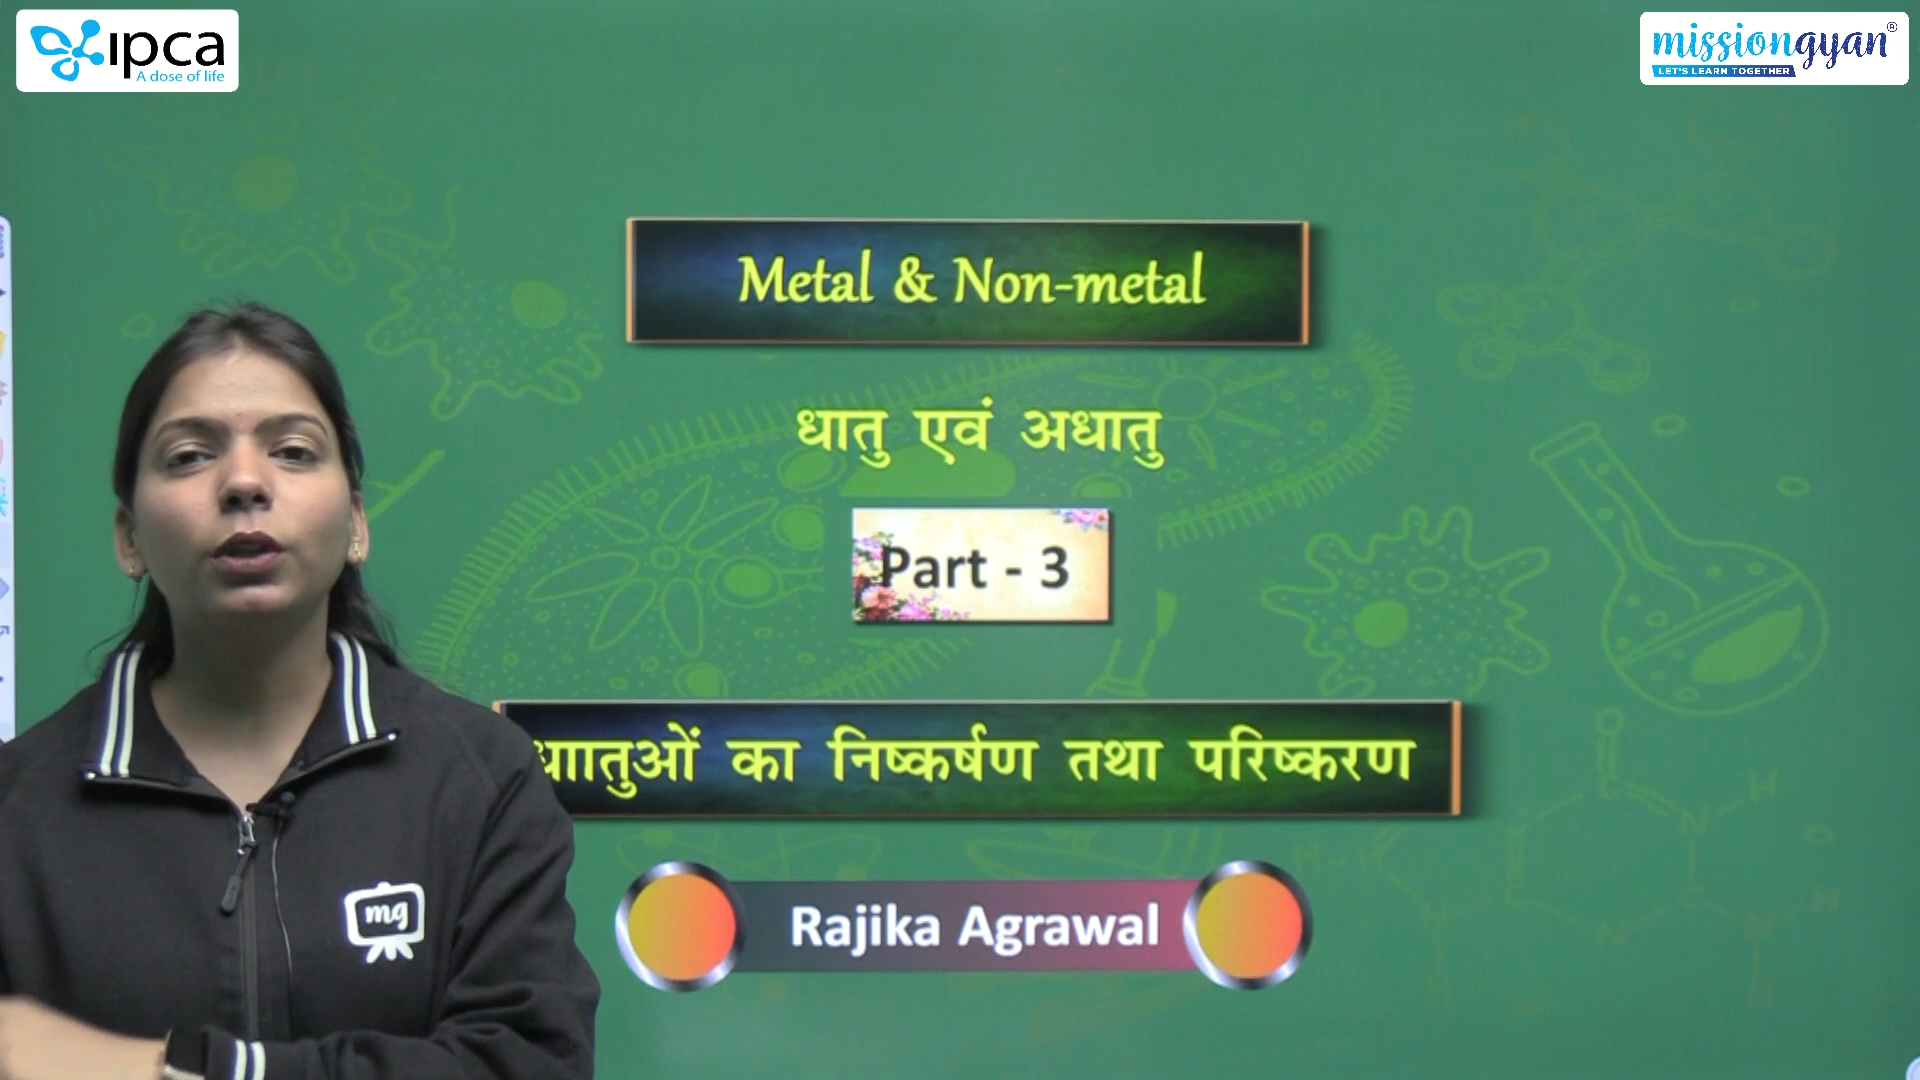 ipca
A dose of life
missiongyan®
LET'S LEARN TOGETHER
Metal & Non-metal
धातु एवं अधातु
Part - 3
धाातुओं का निष्कर्षण तथा परिष्करण
mg
Rajika Agrawal